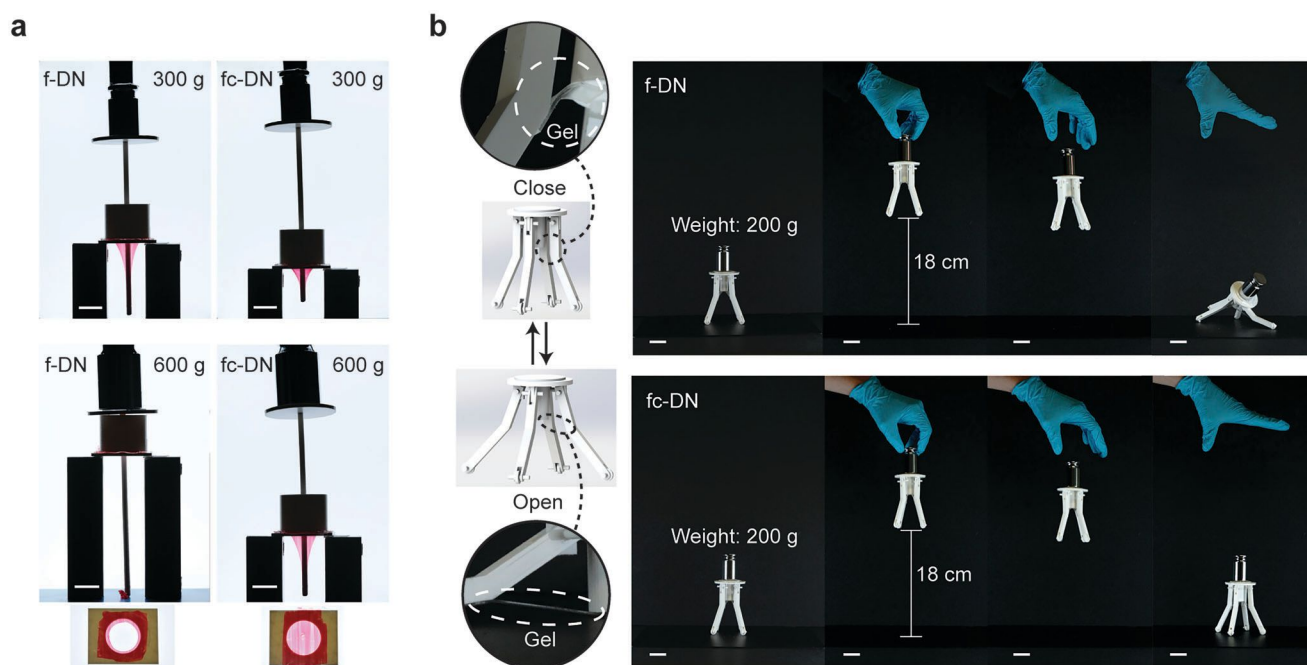 a
f-DN 300 g
fc-DN 300 g
f-DN 600 g
fc-DN 600 g
b
Gel
Close
Open
Gel
f-DN
Weight: 200 g
18 cm
fc-DN
Weight: 200 g
18 cm